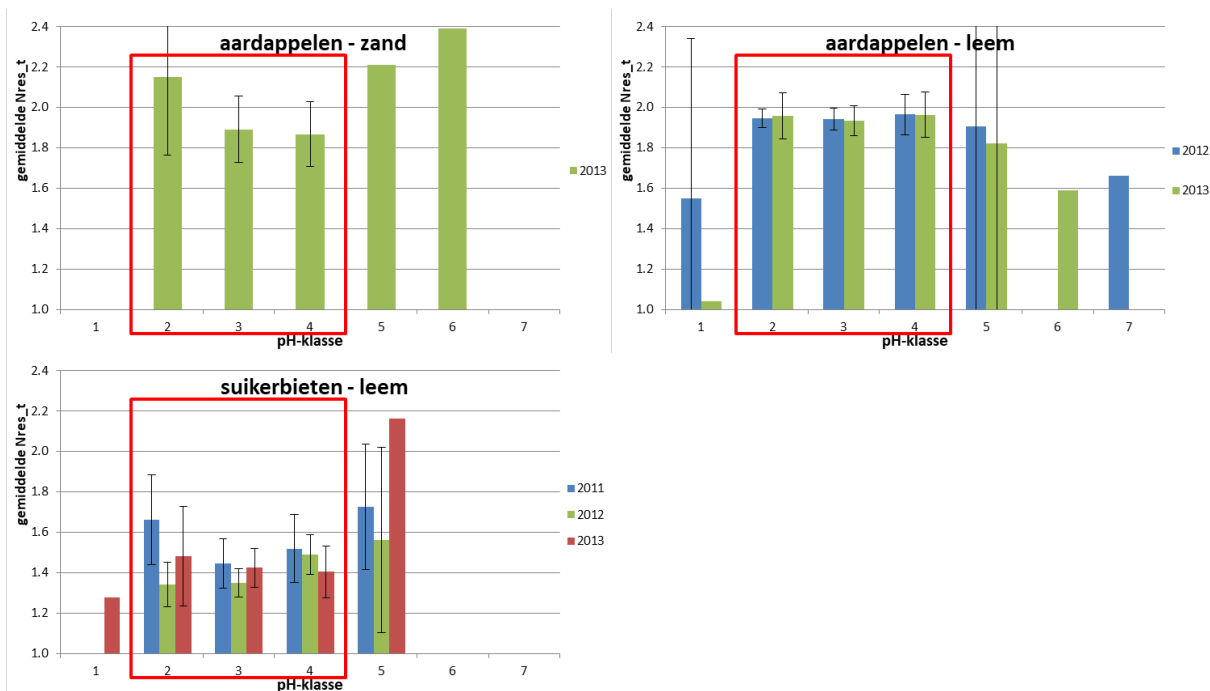 aardappelen - zand
gemiddelde Nres_t
2.4
2.2
2.0
1.8
1.6
1.4
1.2
1.0
1 2 3 4 5 6 7
pH-klasse
2013
aardappelen - leem
gemiddelde Nres_t
2.4
2.2
2.0
1.8
1.6
1.4
1.2
1.0
1 2 3 4 5 6 7
pH-klasse
2012
2013
suikerbieten - leem
gemiddelde Nres_t
2.4
2.2
2.0
1.8
1.6
1.4
1.2
1.0
1 2 3 4 5 6 7
pH-klasse
2011
2012
2013